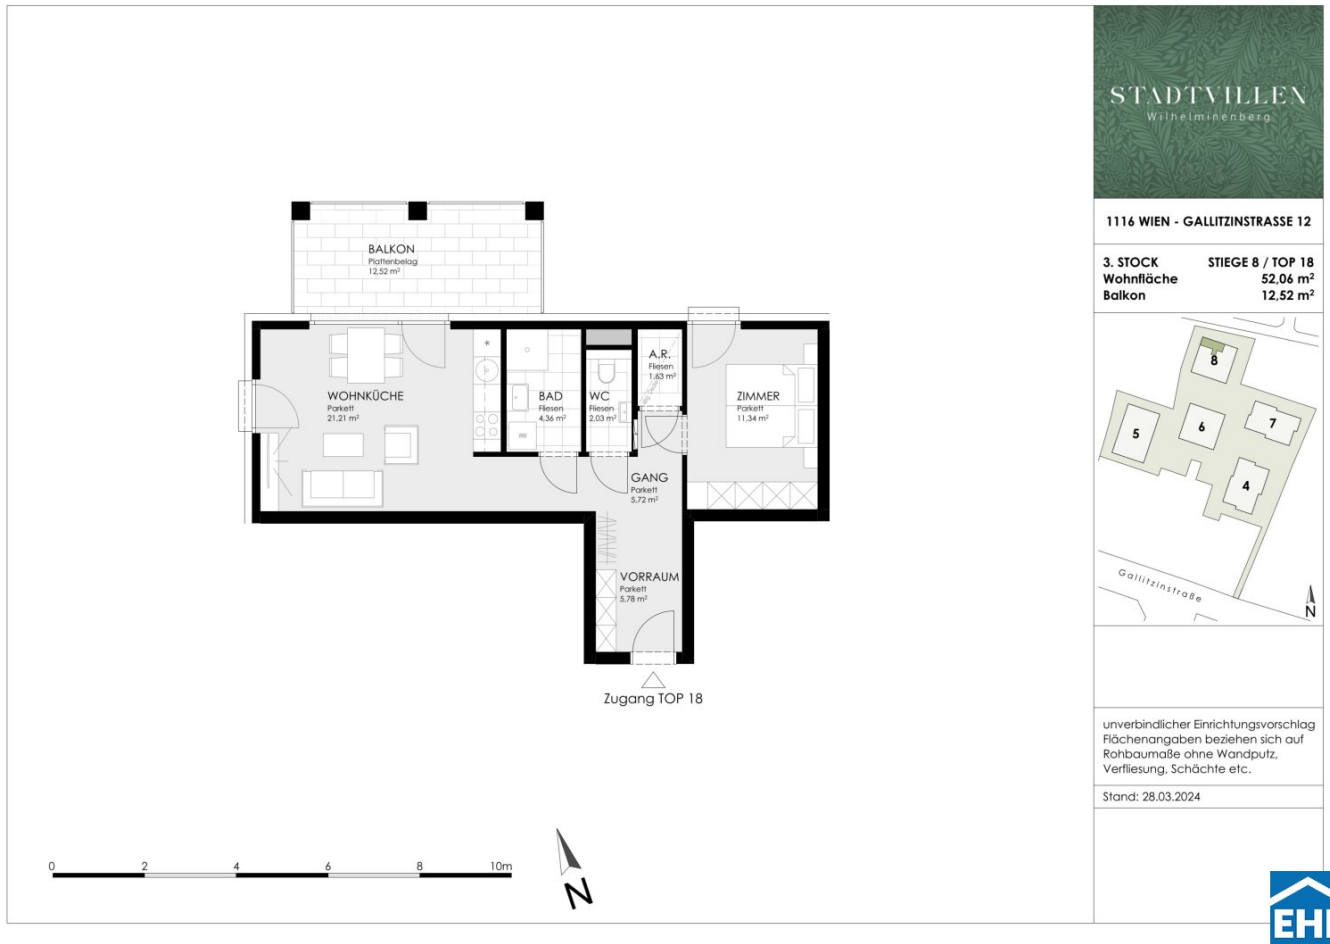 STADTVILLEN
Wilhelminenberg
1116 WIEN - GALLITZINSTRASSE 12
3. STOCK STIEGE 8 / TOP 18
Wohnfläche 52,06 m²
Balkon 12,52 m²
8
5
6
7
4
Gallitzinstraße
N
unverbindlicher Einrichtungsvorschlag
Flächenangaben beziehen sich auf
Rohbaumaße ohne Wandputz,
Verfliesung, Schächte etc.
Stand: 28.03.2024
BALKON
Plattenbelag
12,52 m²
WOHNKÜCHE
Parkett
21,21 m²
BAD
Fliesen
4,36 m²
WC
Fliesen
2,03 m²
A.R.
Fliesen
1,63 m²
ZIMMER
Parkett
11,34 m²
GANG
Parkett
5,72 m²
VORRAUM
Parkett
5,78 m²
Zugang TOP 18
0 2 4 6 8 10m
N